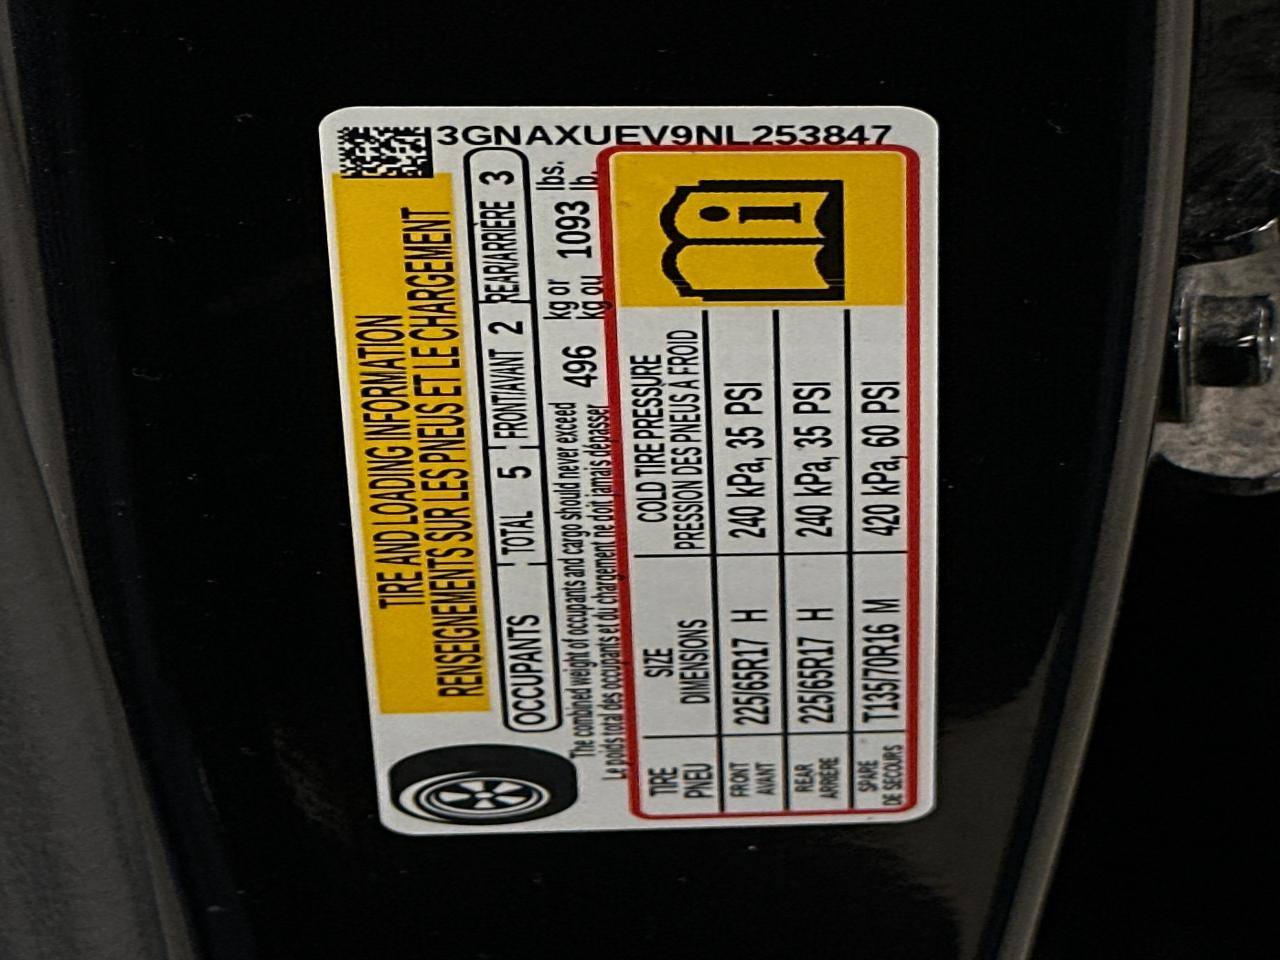 3GNAXUEV9NL253847
TIRE AND LOADING INFORMATION
RENSEIGNEMENTS SUR LES PNEUS ET LE CHARGEMENT
OCCUPANTS TOTAL 5 FRONT/AVANT 2 REAR/ARRIÈRE 3
The combined weight of occupants and cargo should never exceed 496 kg or 1093 lbs.
Le poids total des occupants et du chargement ne doit jamais dépasser kg ou lb.
TIRE SIZE COLD TIRE PRESSURE
PNEU DIMENSIONS PRESSION DES PNEUS A FROID
FRONT 225/65R17 H 240 kPa, 35 PSI
AVANT
REAR 225/65R17 H 240 kPa, 35 PSI
ARRIERE
SPARE T135/70R16 M 420 kPa, 60 PSI
DE SECOURS
i